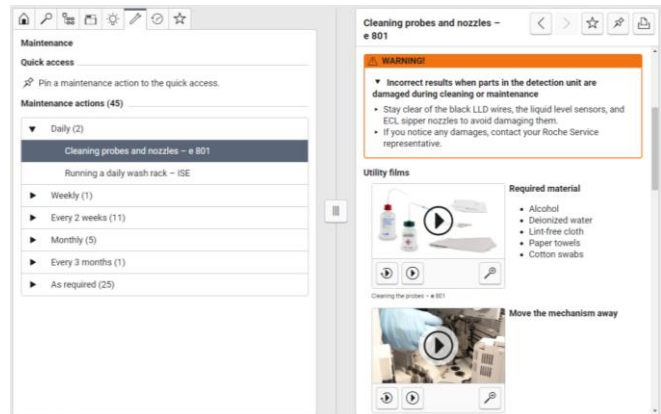 Maintenance
Quick access
Pin a maintenance action to the quick access.
Maintenance actions (45)
Daily (2)
Cleaning probes and nozzles – e 801
Running a daily wash rack – ISE
Weekly (1)
Every 2 weeks (11)
Monthly (5)
Every 3 months (1)
As required (25)
Cleaning probes and nozzles –
e 801
WARNING!
Incorrect results when parts in the detection unit are
damaged during cleaning or maintenance
Stay clear of the black LLD wires, the liquid level sensors, and
ECL sipper nozzles to avoid damaging them.
If you notice any damages, contact your Roche Service
representative.
Utility films
Required material
Alcohol
Deionized water
Lint-free cloth
Paper towels
Cotton swabs
Cleaning the probes – e 801
Move the mechanism away